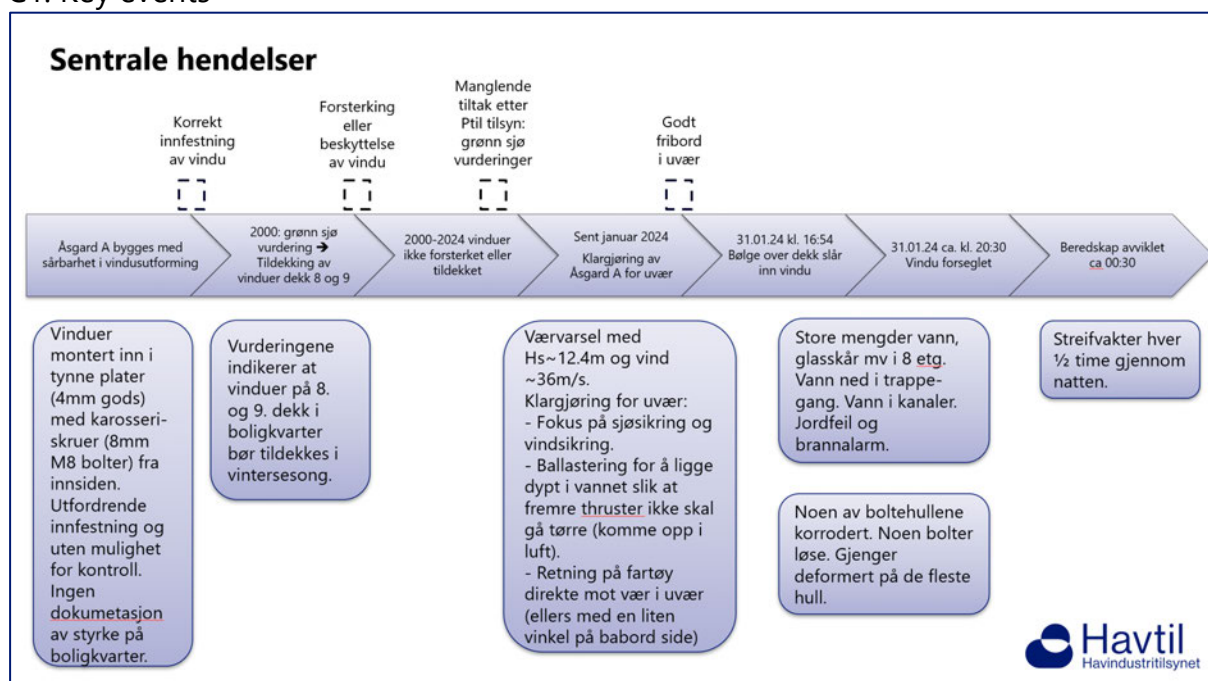 Sentrale hendelser
Korrekt
innfestning
av vindu
Forsterking
eller
beskyttelse
av vindu
Manglende
tiltak etter
Ptil tilsyn:
grønn sjø
vurderinger
Godt
fribord
i uvær
Åsgard A bygges med
sårbarhet i vindusutforming
2000: grønn sjø
vurdering ➔
Tildekking av
vinduer dekk 8 og 9
2000-2024 vinduer
ikke forsterket eller
tildekket
Sent januar 2024
Klargjøring av
Åsgard A for uvær
31.01.24 kl. 16:54
Bølge over dekk slår
inn vindu
31.01.24 ca. kl. 20:30
Vindu forseglet
Beredskap avviklet
ca 00:30
Vinduer
montert inn i
tynne plater
(4mm gods)
med karosseri-
skruer (8mm
M8 bolter) fra
innsiden.
Utfordrende
innfestning og
uten mulighet
for kontroll.
Ingen
dokumetasjon
av styrke på
boligkvarter.
Vurderingene
indikerer at
vinduer på 8.
og 9. dekk i
boligkvarter
bør tildekkes i
vintersesong.
Værvarsel med
Hs~12.4m og vind
~36m/s.
Klargjøring for uvær:
- Fokus på sjøsikring og
vindsikring.
- Ballastering for å ligge
dypt i vannet slik at
fremre thruster ikke skal
gå tørre (komme opp i
luft).
- Retning på fartøy
direkte mot vær i uvær
(ellers med en liten
vinkel på babord side)
Store mengder vann,
glasskår mv i 8 etg.
Vann ned i trappe-
gang. Vann i kanaler.
Jordfeil og
brannalarm.
Noen av boltehullene
korrodert. Noen bolter
løse. Gjenger
deformert på de fleste
hull.
Streifvakter hver
½ time gjennom
natten.
Havtil
Havindustritilsynet